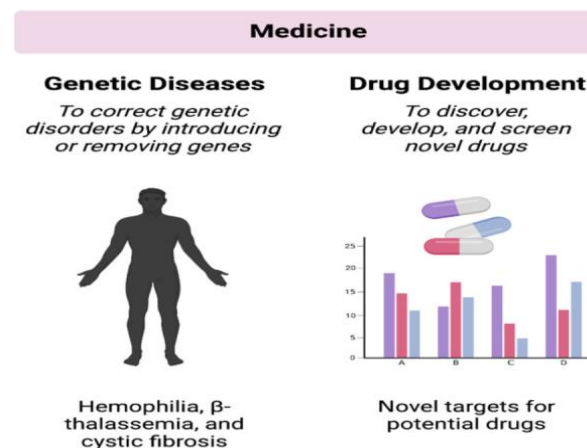 Medicine
Genetic Diseases
To correct genetic
disorders by introducing
or removing genes
Hemophilia, β-
thalassemia, and
cystic fibrosis
Drug Development
To discover,
develop, and screen
novel drugs
25
20
15
10
5
0
A B C D
Novel targets for
potential drugs